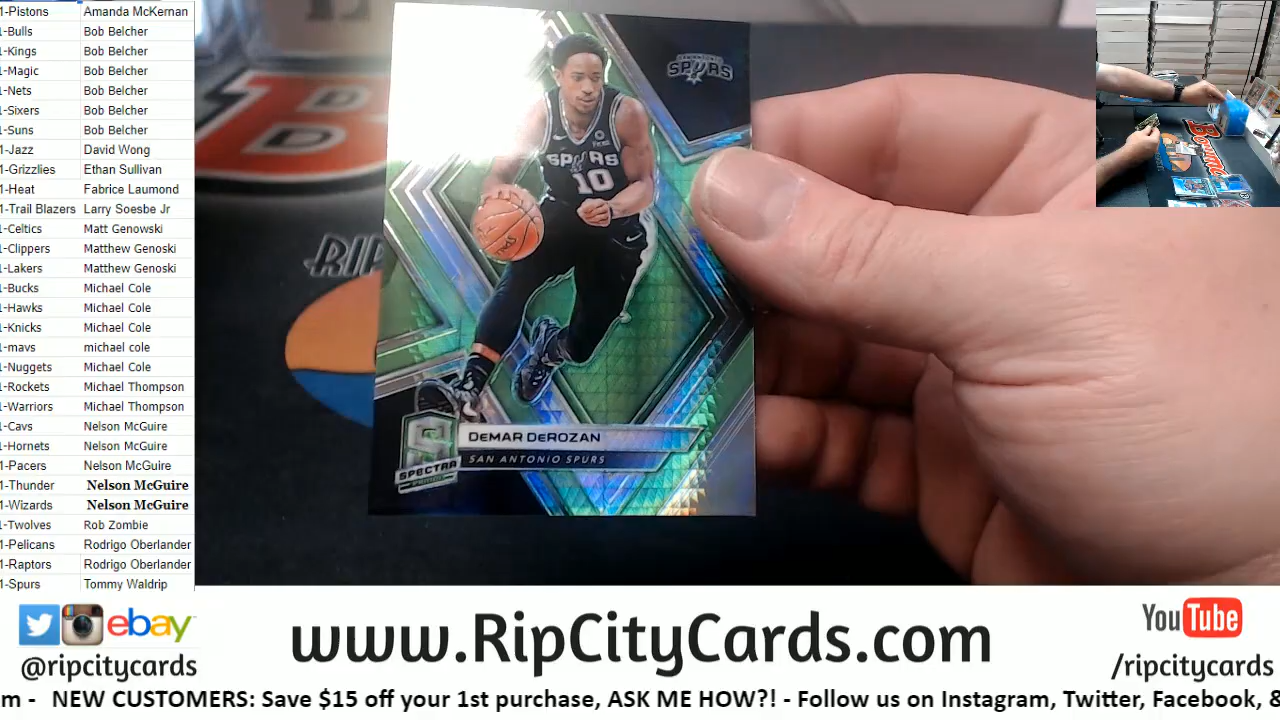 1-Pistons Amanda McKernan
1-Bulls Bob Belcher
1-Kings Bob Belcher
1-Magic Bob Belcher
1-Nets Bob Belcher
1-Sixers Bob Belcher
1-Suns Bob Belcher
1-Jazz David Wong
1-Grizzlies Ethan Sullivan
1-Heat Fabrice Laumond
1-Trail Blazers Larry Soesbe Jr
1-Celtics Matt Genowski
1-Clippers Matthew Genoski
1-Lakers Matthew Genoski
1-Bucks Michael Cole
1-Hawks Michael Cole
1-Knicks Michael Cole
1-mavs michael cole
1-Nuggets Michael Cole
1-Rockets Michael Thompson
1-Warriors Michael Thompson
1-Cavs Nelson McGuire
1-Hornets Nelson McGuire
1-Pacers Nelson McGuire
1-Thunder Nelson McGuire
1-Wizards Nelson McGuire
1-Twolves Rob Zombie
1-Pelicans Rodrigo Oberlander
1-Raptors Rodrigo Oberlander
1-Spurs Tommy Waldrip
SPURS
SPURS
10
RIP
DEMAR DEROZAN
SAN ANTONIO SPURS
SPECTRA
ebay
@ripcitycards
www.RipCityCards.com
YouTube
/ripcitycards
m - NEW CUSTOMERS: Save $15 off your 1st purchase, ASK ME HOW?! - Follow us on Instagram, Twitter, Facebook, &